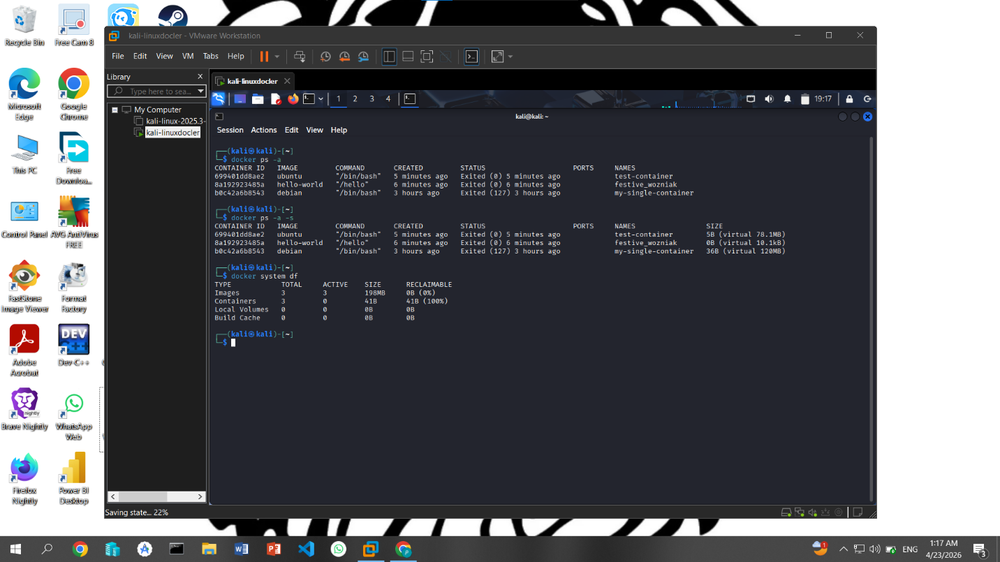 Recycle Bin
Free Cam 8
Microsoft Edge
Google Chrome
This PC
Free Downloa...
Control Panel
AVG AntiVirus FREE
FastStone Image Viewer
Format Factory
Adobe Acrobat
DEV
C++
Dev-C++
nightly
Brave Nightly
WhatsApp Web
Firefox Nightly
Power BI Desktop
kali-linuxdocler - VMware Workstation
File Edit View VM Tabs Help
Library
Type here to sea...
My Computer
kali-linux-2025.3-
kali-linuxdocler
kali-linuxdocler
1 2 3 4
19:17
kali@kali: ~
Session Actions Edit View Help
┌──(kali㉿kali)-[~]
└─$ docker ps -a
CONTAINER ID IMAGE COMMAND CREATED STATUS PORTS NAMES
699401dd8ae2 ubuntu "/bin/bash" 5 minutes ago Exited (0) 5 minutes ago test-container
8a192923485a hello-world "/hello" 6 minutes ago Exited (0) 6 minutes ago festive_wozniak
b0c42a6b8543 debian "/bin/bash" 3 hours ago Exited (127) 3 hours ago my-single-container
┌──(kali㉿kali)-[~]
└─$ docker ps -a -s
CONTAINER ID IMAGE COMMAND CREATED STATUS PORTS NAMES SIZE
699401dd8ae2 ubuntu "/bin/bash" 5 minutes ago Exited (0) 5 minutes ago test-container 5B (virtual 78.1MB)
8a192923485a hello-world "/hello" 6 minutes ago Exited (0) 6 minutes ago festive_wozniak 0B (virtual 10.1kB)
b0c42a6b8543 debian "/bin/bash" 3 hours ago Exited (127) 3 hours ago my-single-container 36B (virtual 120MB)
┌──(kali㉿kali)-[~]
└─$ docker system df
TYPE TOTAL ACTIVE SIZE RECLAIMABLE
Images 3 3 198MB 0B (0%)
Containers 3 0 41B 41B (100%)
Local Volumes 0 0 0B 0B
Build Cache 0 0 0B 0B
┌──(kali㉿kali)-[~]
└─$
Saving state... 22%
1
ENG
1:17 AM
4/23/2026
3